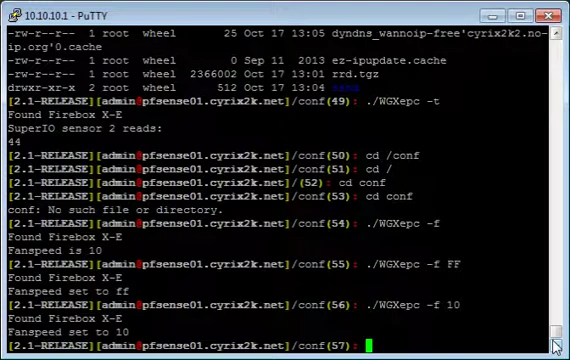 10.10.10.1 - PuTTY
-rw-r--r--  1 root  wheel       25 Oct 17 13:05 dyndns_wannoip-free'cyrix2k2.no-
ip.org'0.cache
-rw-r--r--  1 root  wheel        0 Sep 11  2013 ez-ipupdate.cache
-rw-r--r--  1 root  wheel  2366002 Oct 17 13:04 rrd.tgz
drwxr-xr-x  2 root  wheel      512 Oct 17 13:04
[2.1-RELEASE][admin@pfsense01.cyrix2k.net]/conf(49): ./WGXepc -t
Found Firebox X-E
SuperIO sensor 2 reads:
44
[2.1-RELEASE][admin@pfsense01.cyrix2k.net]/conf(50): cd /conf
[2.1-RELEASE][admin@pfsense01.cyrix2k.net]/conf(51): cd /
[2.1-RELEASE][admin@pfsense01.cyrix2k.net]/(52): cd conf
[2.1-RELEASE][admin@pfsense01.cyrix2k.net]/conf(53): cd conf
conf: No such file or directory.
[2.1-RELEASE][admin@pfsense01.cyrix2k.net]/conf(54): ./WGXepc -f
Found Firebox X-E
Fanspeed is 10
[2.1-RELEASE][admin@pfsense01.cyrix2k.net]/conf(55): ./WGXepc -f FF
Found Firebox X-E
Fanspeed set to ff
[2.1-RELEASE][admin@pfsense01.cyrix2k.net]/conf(56): ./WGXepc -f 10
Found Firebox X-E
Fanspeed set to 10
[2.1-RELEASE][admin@pfsense01.cyrix2k.net]/conf(57):